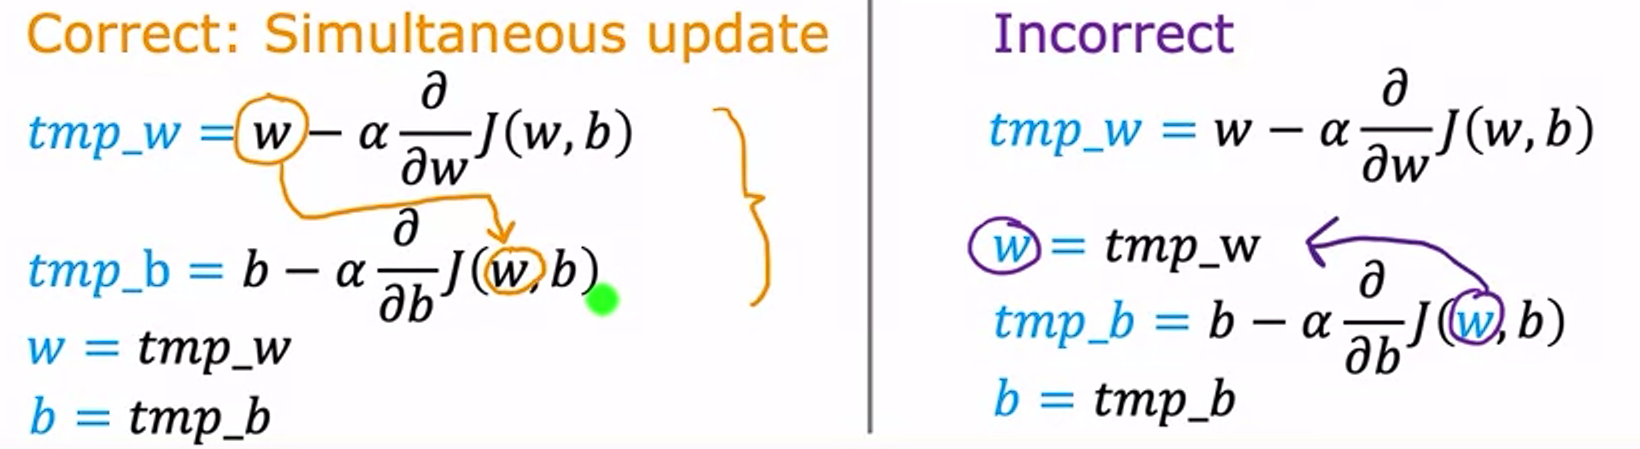 Correct: Simultaneous update
tmp_w = w − α ∂/∂w J(w, b)
tmp_b = b − α ∂/∂b J(w, b)
w = tmp_w
b = tmp_b
Incorrect
tmp_w = w − α ∂/∂w J(w, b)
w = tmp_w
tmp_b = b − α ∂/∂b J(w, b)
b = tmp_b